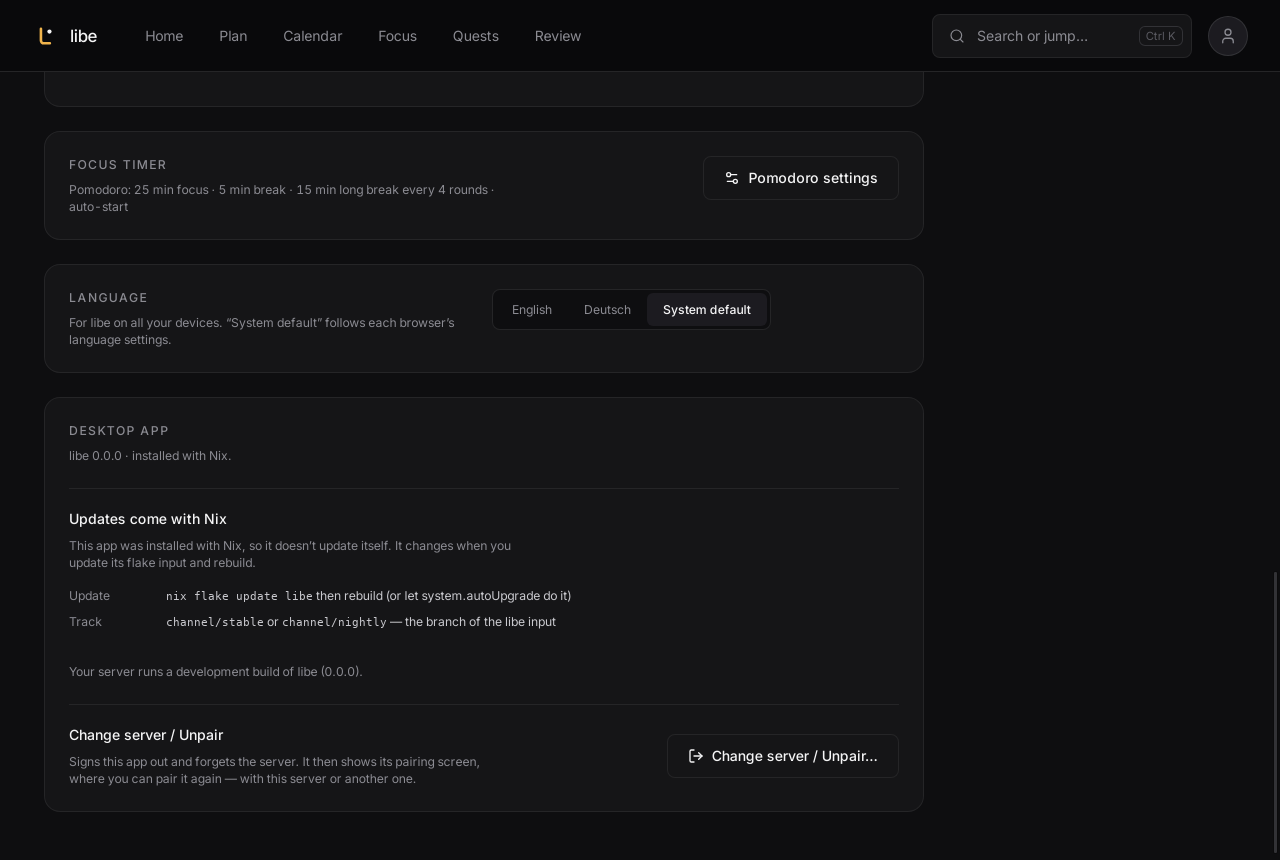 libe
Home
Plan
Calendar
Focus
Quests
Review
Search or jump...
Ctrl K
FOCUS TIMER
Pomodoro: 25 min focus · 5 min break · 15 min long break every 4 rounds ·
auto-start
Pomodoro settings
LANGUAGE
For libe on all your devices. “System default” follows each browser’s
language settings.
English
Deutsch
System default
DESKTOP APP
libe 0.0.0 · installed with Nix.
Updates come with Nix
This app was installed with Nix, so it doesn’t update itself. It changes when you
update its flake input and rebuild.
Update
nix flake update libe then rebuild (or let system.autoUpgrade do it)
Track
channel/stable or channel/nightly — the branch of the libe input
Your server runs a development build of libe (0.0.0).
Change server / Unpair
Signs this app out and forgets the server. It then shows its pairing screen,
where you can pair it again — with this server or another one.
Change server / Unpair...